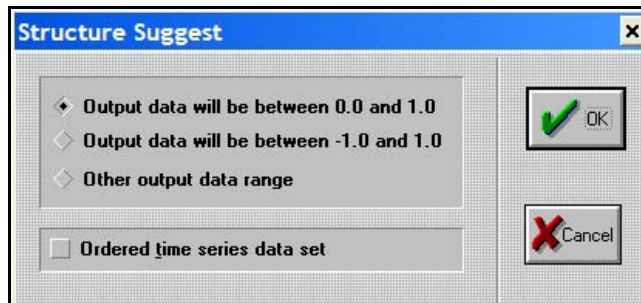 Structure Suggest
Output data will be between 0.0 and 1.0
Output data will be between -1.0 and 1.0
Other output data range
Ordered time series data set
OK
Cancel